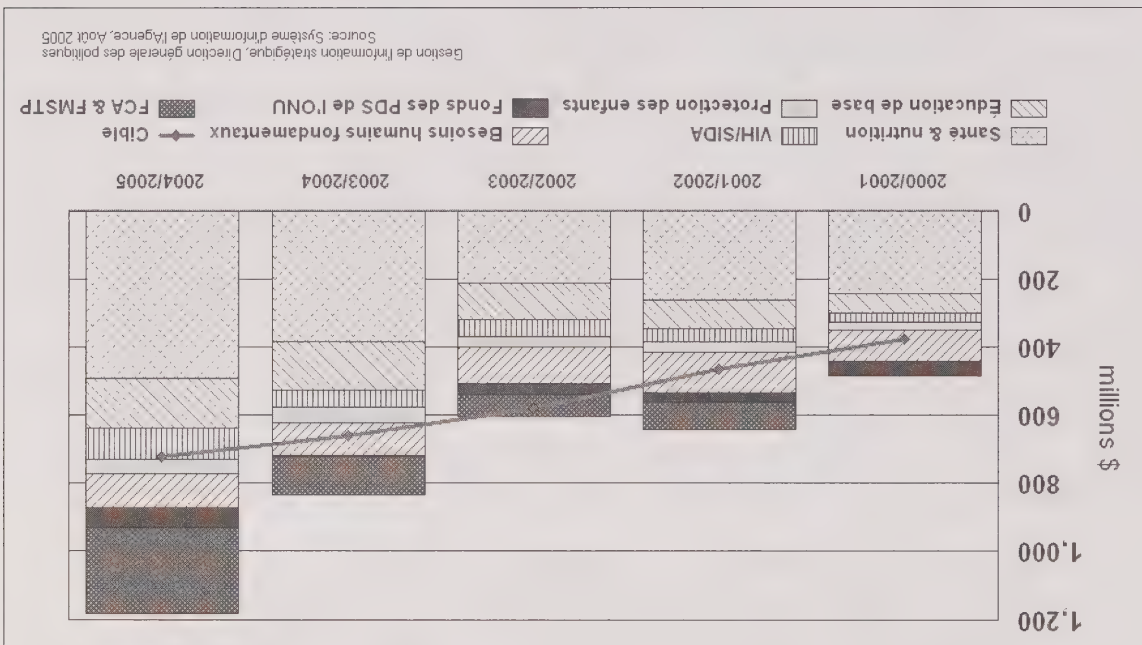 1,200
1,000
800
600
400
200
0
millions $
2000/2001 2001/2002 2002/2003 2003/2004 2004/2005
Santé & nutrition VIH/SIDA Besoins humains fondamentaux Cible
Éducation de base Protection des enfants Fonds des PDS de l'ONU FCA & FMSTP
Gestion de l'information stratégique, Direction génerale des politiques
Source: Système d'information de l'Agence, Août 2005